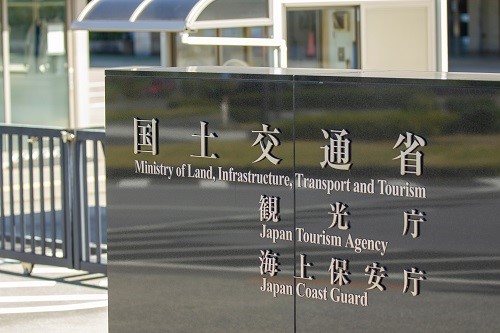 国土交通省
Ministry of Land, Infrastructure, Transport and Tourism
観光庁
Japan Tourism Agency
海上保安庁
Japan Coast Guard